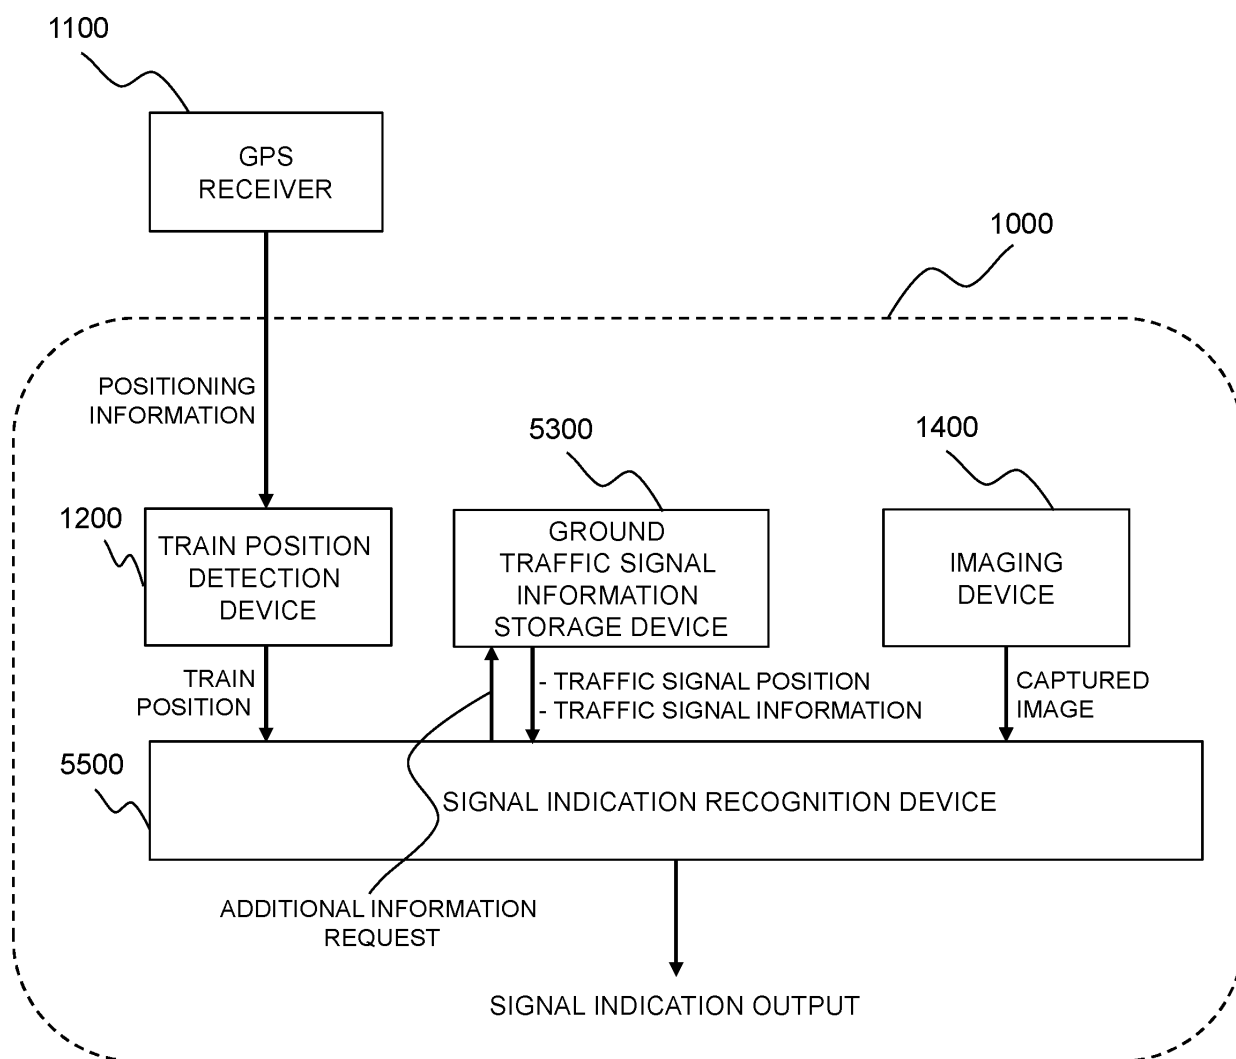 1100
GPS
RECEIVER
1000
POSITIONING
INFORMATION
5300
1400
1200
TRAIN POSITION
DETECTION
DEVICE
GROUND
TRAFFIC SIGNAL
INFORMATION
STORAGE DEVICE
IMAGING
DEVICE
TRAIN
POSITION
- TRAFFIC SIGNAL POSITION
- TRAFFIC SIGNAL INFORMATION
CAPTURED
IMAGE
5500
SIGNAL INDICATION RECOGNITION DEVICE
ADDITIONAL INFORMATION
REQUEST
SIGNAL INDICATION OUTPUT